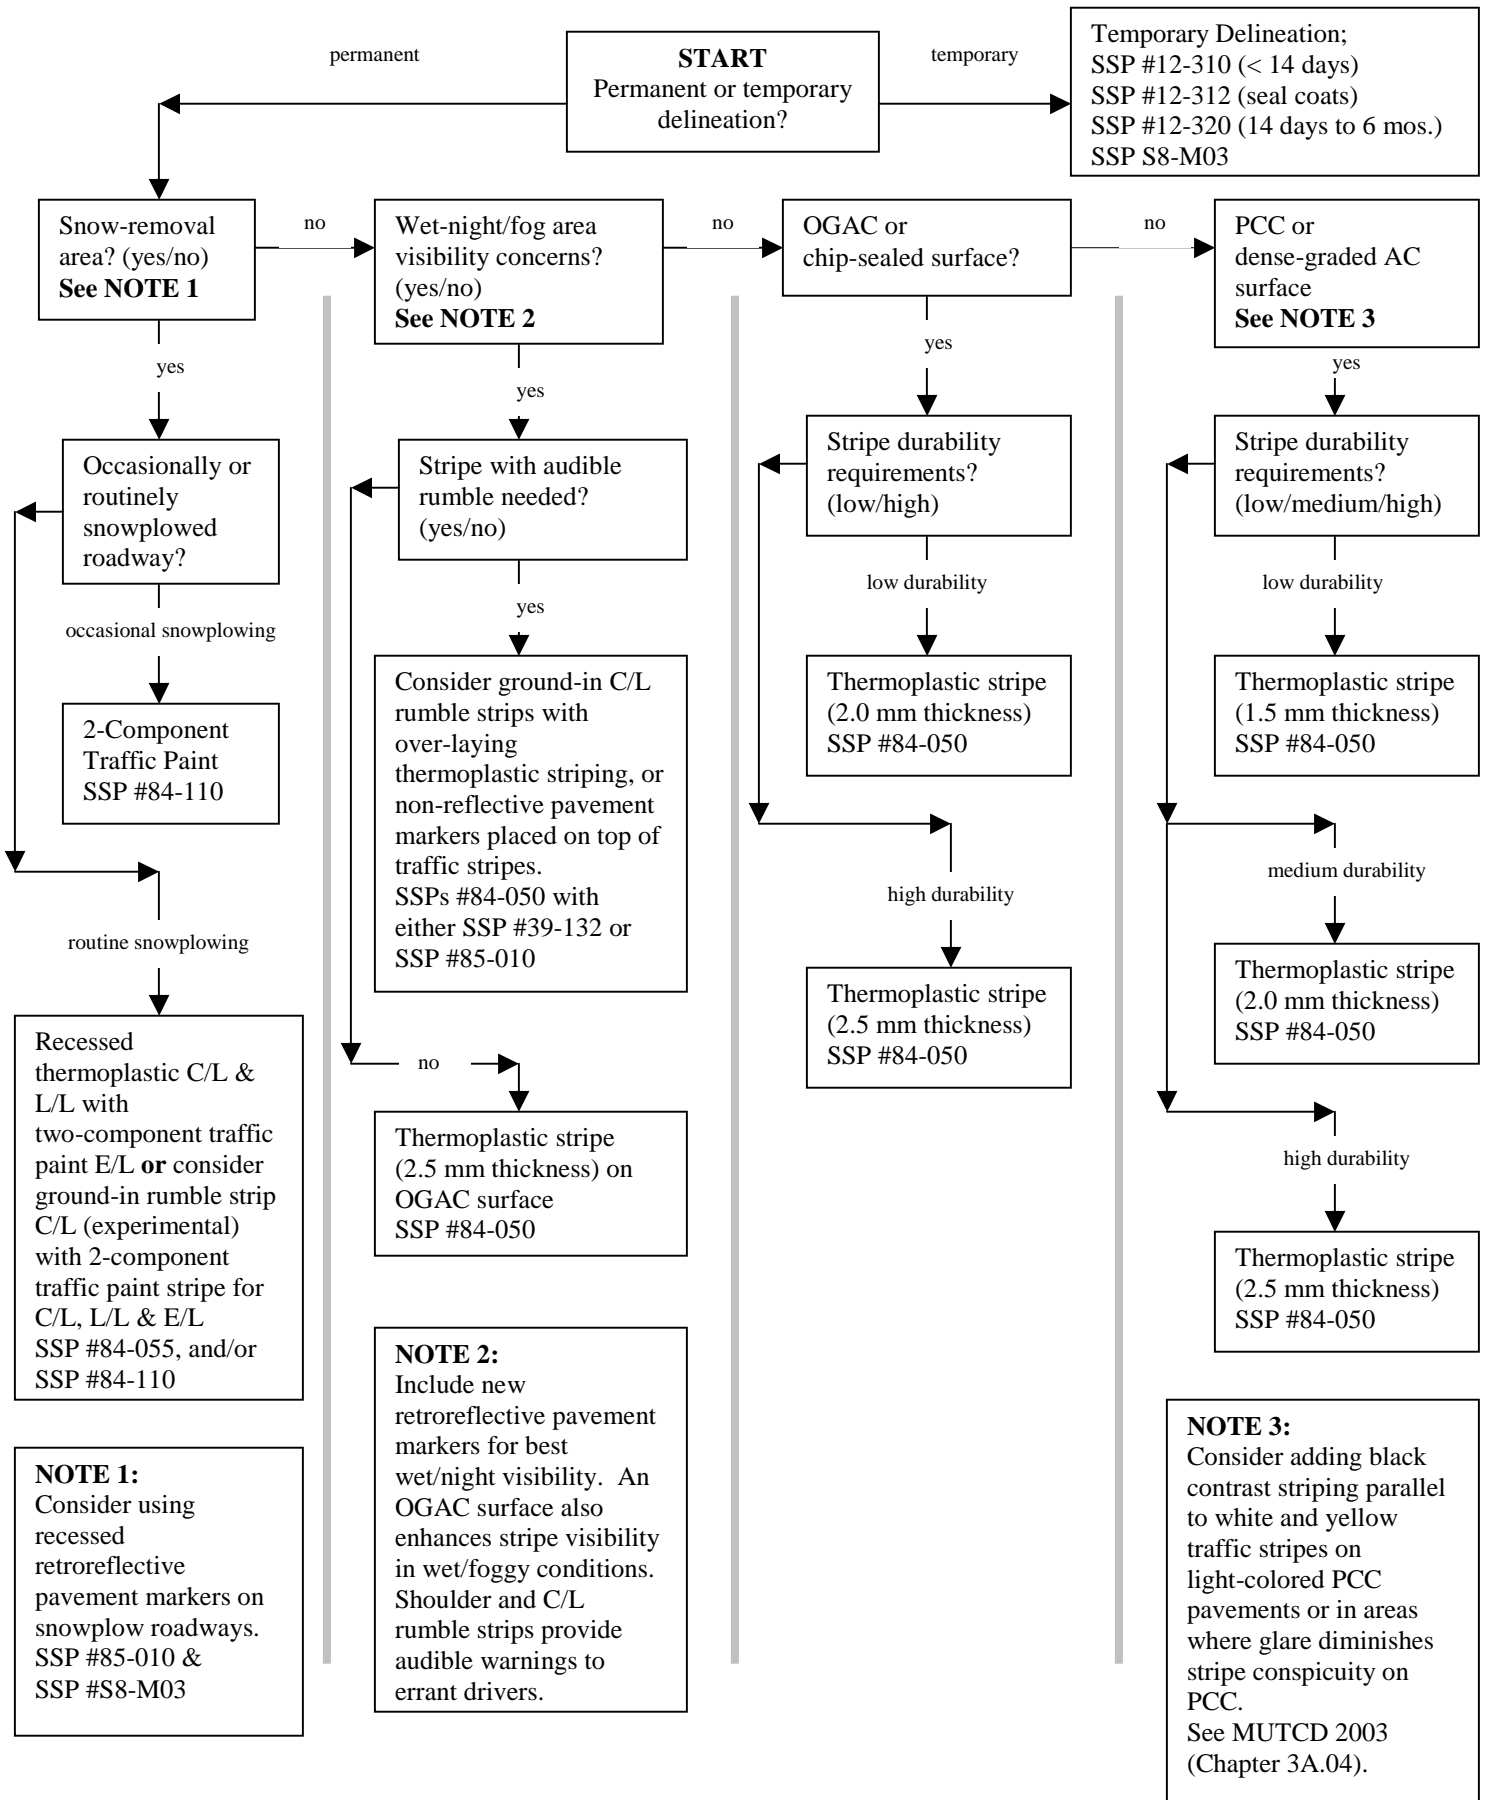 permanent
START
Permanent or temporary
delineation?
temporary
Temporary Delineation;
SSP #12-310 (< 14 days)
SSP #12-312 (seal coats)
SSP #12-320 (14 days to 6 mos.)
SSP S8-M03
Snow-removal
area? (yes/no)
See NOTE 1
no
Wet-night/fog area
visibility concerns?
(yes/no)
See NOTE 2
no
OGAC or
chip-sealed surface?
no
PCC or
dense-graded AC
surface
See NOTE 3
yes
Occasionally or
routinely
snowplowed
roadway?
occasional snowplowing
2-Component
Traffic Paint
SSP #84-110
routine snowplowing
Recessed
thermoplastic C/L &
L/L with
two-component traffic
paint E/L or consider
ground-in rumble strip
C/L (experimental)
with 2-component
traffic paint stripe for
C/L, L/L & E/L
SSP #84-055, and/or
SSP #84-110
NOTE 1:
Consider using
recessed
retroreflective
pavement markers on
snowplow roadways.
SSP #85-010 &
SSP #S8-M03
yes
Stripe with audible
rumble needed?
(yes/no)
yes
Consider ground-in C/L
rumble strips with
over-laying
thermoplastic striping, or
non-reflective pavement
markers placed on top of
traffic stripes.
SSPs #84-050 with
either SSP #39-132 or
SSP #85-010
no
Thermoplastic stripe
(2.5 mm thickness) on
OGAC surface
SSP #84-050
NOTE 2:
Include new
retroreflective pavement
markers for best
wet/night visibility. An
OGAC surface also
enhances stripe visibility
in wet/foggy conditions.
Shoulder and C/L
rumble strips provide
audible warnings to
errant drivers.
yes
Stripe durability
requirements?
(low/high)
low durability
Thermoplastic stripe
(2.0 mm thickness)
SSP #84-050
high durability
Thermoplastic stripe
(2.5 mm thickness)
SSP #84-050
yes
Stripe durability
requirements?
(low/medium/high)
low durability
Thermoplastic stripe
(1.5 mm thickness)
SSP #84-050
medium durability
Thermoplastic stripe
(2.0 mm thickness)
SSP #84-050
high durability
Thermoplastic stripe
(2.5 mm thickness)
SSP #84-050
NOTE 3:
Consider adding black
contrast striping parallel
to white and yellow
traffic stripes on
light-colored PCC
pavements or in areas
where glare diminishes
stripe conspicuity on
PCC.
See MUTCD 2003
(Chapter 3A.04).